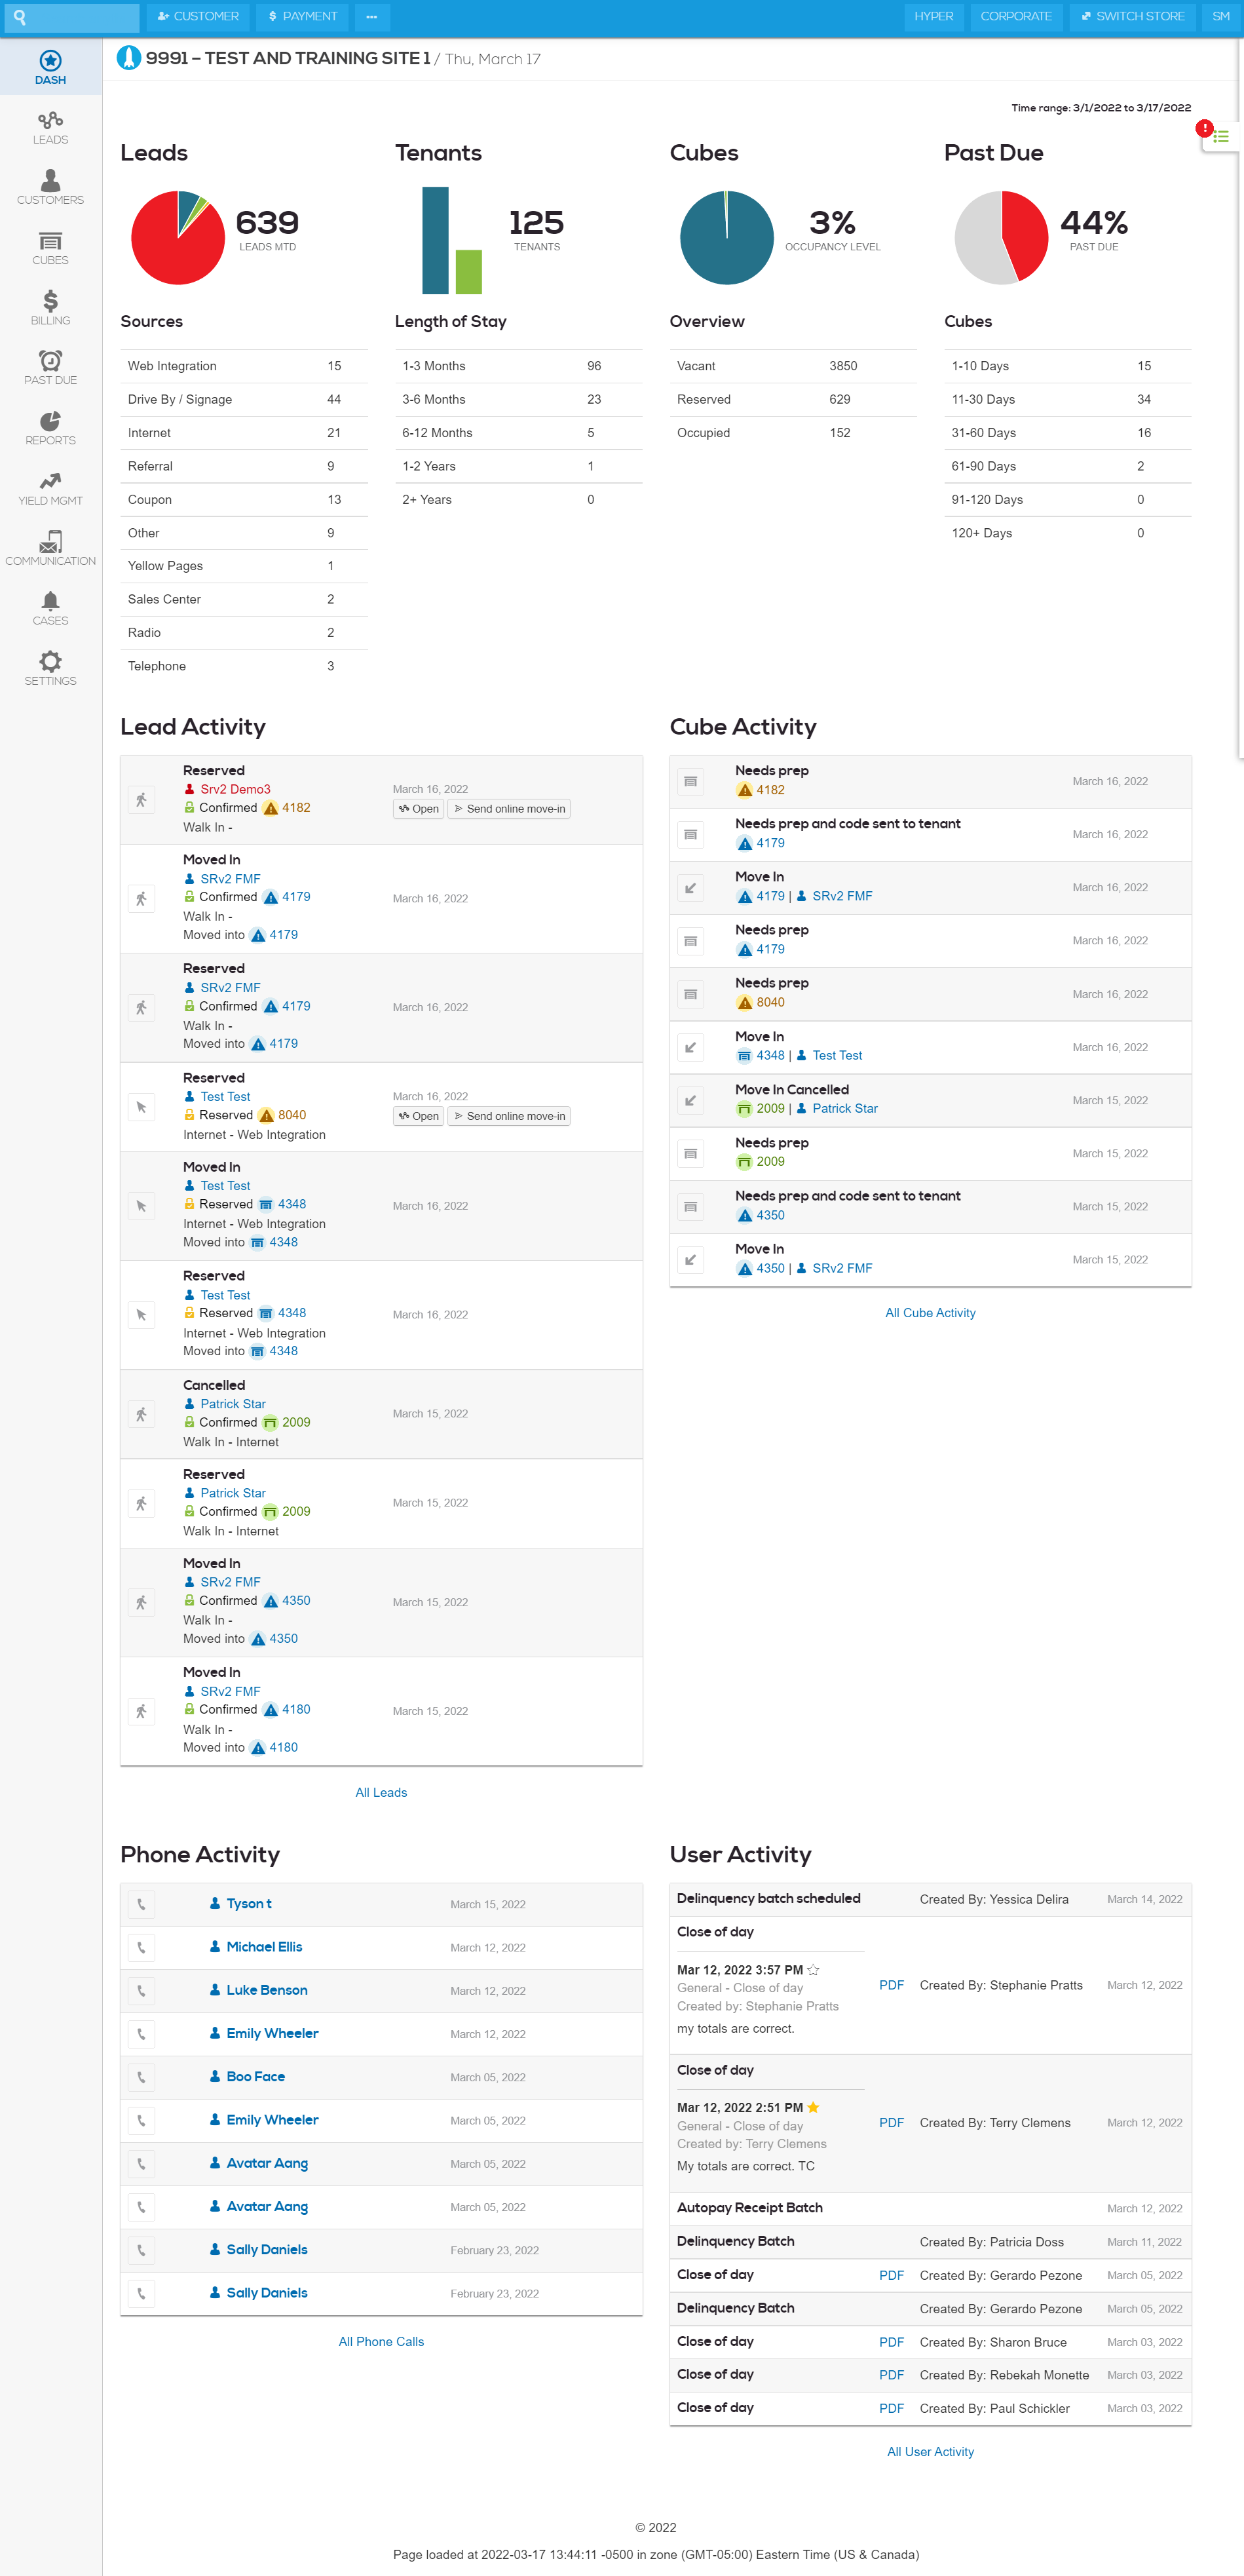 CUSTOMER
PAYMENT
HYPER
CORPORATE
SWITCH STORE
SM
DASH
LEADS
CUSTOMERS
CUBES
BILLING
PAST DUE
REPORTS
YIELD MGMT
COMMUNICATION
CASES
SETTINGS
9991 – TEST AND TRAINING SITE 1 / Thu, March 17
Time range: 3/1/2022 to 3/17/2022
Leads
639
LEADS MTD
Sources
Web Integration 15
Drive By / Signage 44
Internet 21
Referral 9
Coupon 13
Other 9
Yellow Pages 1
Sales Center 2
Radio 2
Telephone 3
Tenants
125
TENANTS
Length of Stay
1-3 Months 96
3-6 Months 23
6-12 Months 5
1-2 Years 1
2+ Years 0
Cubes
3%
OCCUPANCY LEVEL
Overview
Vacant 3850
Reserved 629
Occupied 152
Past Due
44%
PAST DUE
Cubes
1-10 Days 15
11-30 Days 34
31-60 Days 16
61-90 Days 2
91-120 Days 0
120+ Days 0
Lead Activity
Reserved
Srv2 Demo3
Confirmed 4182
Walk In -
March 16, 2022
Open Send online move-in
Moved In
SRv2 FMF
Confirmed 4179
Walk In -
Moved into 4179
March 16, 2022
Reserved
SRv2 FMF
Confirmed 4179
Walk In -
Moved into 4179
March 16, 2022
Reserved
Test Test
Reserved 8040
Internet - Web Integration
March 16, 2022
Open Send online move-in
Moved In
Test Test
Reserved 4348
Internet - Web Integration
Moved into 4348
March 16, 2022
Reserved
Test Test
Reserved 4348
Internet - Web Integration
Moved into 4348
March 16, 2022
Cancelled
Patrick Star
Confirmed 2009
Walk In - Internet
March 15, 2022
Reserved
Patrick Star
Confirmed 2009
Walk In - Internet
March 15, 2022
Moved In
SRv2 FMF
Confirmed 4350
Walk In -
Moved into 4350
March 15, 2022
Moved In
SRv2 FMF
Confirmed 4180
Walk In -
Moved into 4180
March 15, 2022
All Leads
Cube Activity
Needs prep
4182
March 16, 2022
Needs prep and code sent to tenant
4179
March 16, 2022
Move In
4179 | SRv2 FMF
March 16, 2022
Needs prep
4179
March 16, 2022
Needs prep
8040
March 16, 2022
Move In
4348 | Test Test
March 16, 2022
Move In Cancelled
2009 | Patrick Star
March 15, 2022
Needs prep
2009
March 15, 2022
Needs prep and code sent to tenant
4350
March 15, 2022
Move In
4350 | SRv2 FMF
March 15, 2022
All Cube Activity
Phone Activity
Tyson t March 15, 2022
Michael Ellis March 12, 2022
Luke Benson March 12, 2022
Emily Wheeler March 12, 2022
Boo Face March 05, 2022
Emily Wheeler March 05, 2022
Avatar Aang March 05, 2022
Avatar Aang March 05, 2022
Sally Daniels February 23, 2022
Sally Daniels February 23, 2022
All Phone Calls
User Activity
Delinquency batch scheduled Created By: Yessica Delira March 14, 2022
Close of day
Mar 12, 2022 3:57 PM
General - Close of day
Created by: Stephanie Pratts
my totals are correct.
PDF Created By: Stephanie Pratts March 12, 2022
Close of day
Mar 12, 2022 2:51 PM
General - Close of day
Created by: Terry Clemens
My totals are correct. TC
PDF Created By: Terry Clemens March 12, 2022
Autopay Receipt Batch March 12, 2022
Delinquency Batch Created By: Patricia Doss March 11, 2022
Close of day PDF Created By: Gerardo Pezone March 05, 2022
Delinquency Batch Created By: Gerardo Pezone March 05, 2022
Close of day PDF Created By: Sharon Bruce March 03, 2022
Close of day PDF Created By: Rebekah Monette March 03, 2022
Close of day PDF Created By: Paul Schickler March 03, 2022
All User Activity
© 2022
Page loaded at 2022-03-17 13:44:11 -0500 in zone (GMT-05:00) Eastern Time (US & Canada)